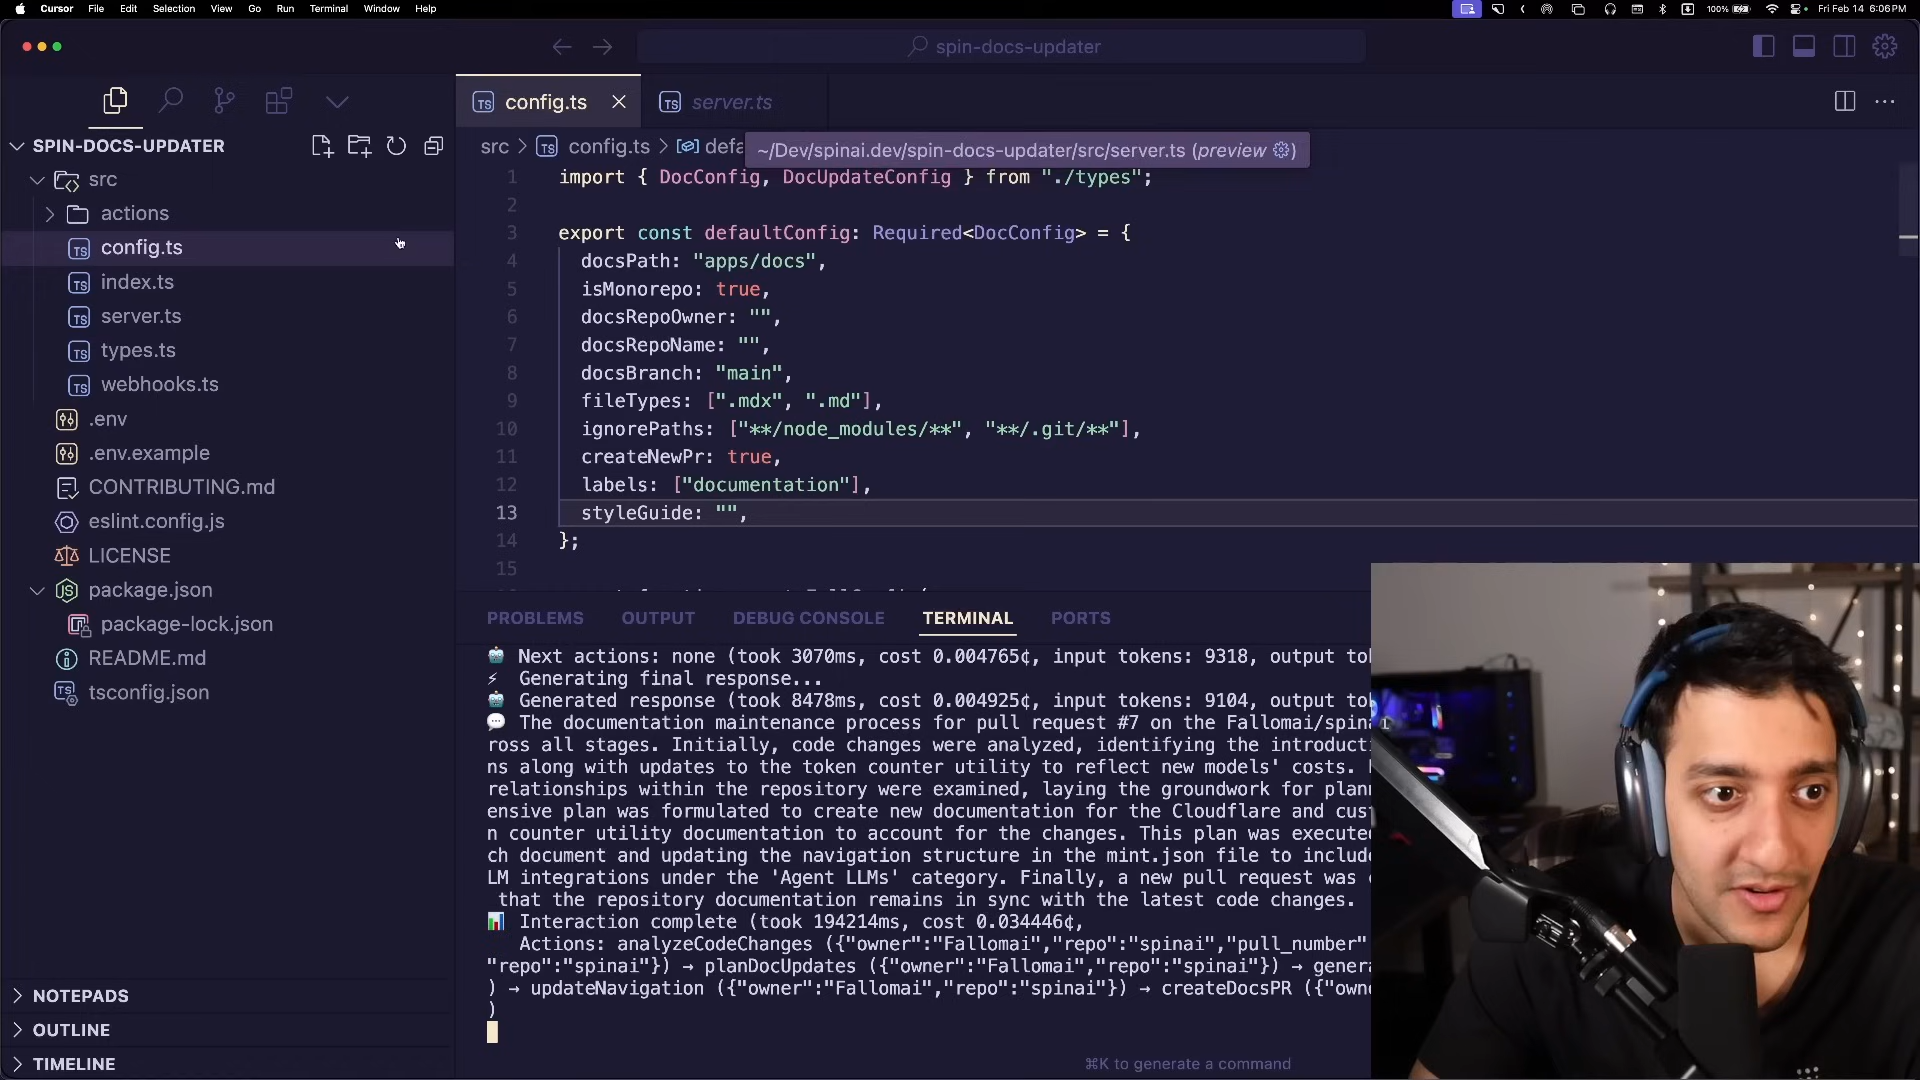 Cursor File Edit Selection View Go Run Terminal Window Help 100% Fri Feb 14 6:06 PM
spin-docs-updater
config.ts server.ts
SPIN-DOCS-UPDATER
src
actions
config.ts
index.ts
server.ts
types.ts
webhooks.ts
.env
.env.example
CONTRIBUTING.md
eslint.config.js
LICENSE
package.json
package-lock.json
README.md
tsconfig.json
NOTEPADS
OUTLINE
TIMELINE
src > config.ts > defa
~/Dev/spinai.dev/spin-docs-updater/src/server.ts (preview)
1 import { DocConfig, DocUpdateConfig } from "./types";
2
3 export const defaultConfig: Required<DocConfig> = {
4 docsPath: "apps/docs",
5 isMonorepo: true,
6 docsRepoOwner: "",
7 docsRepoName: "",
8 docsBranch: "main",
9 fileTypes: [".mdx", ".md"],
10 ignorePaths: ["**/node_modules/**", "**/.git/**"],
11 createNewPr: true,
12 labels: ["documentation"],
13 styleGuide: "",
14 };
15
PROBLEMS OUTPUT DEBUG CONSOLE TERMINAL PORTS
Next actions: none (took 3070ms, cost 0.004765¢, input tokens: 9318, output to
Generating final response...
Generated response (took 8478ms, cost 0.004925¢, input tokens: 9104, output to
The documentation maintenance process for pull request #7 on the Fallomai/spina
ross all stages. Initially, code changes were analyzed, identifying the introducti
ns along with updates to the token counter utility to reflect new models' costs.
relationships within the repository were examined, laying the groundwork for plan
ensive plan was formulated to create new documentation for the Cloudflare and cus
n counter utility documentation to account for the changes. This plan was executed
ch document and updating the navigation structure in the mint.json file to include
LM integrations under the 'Agent LLMs' category. Finally, a new pull request was
that the repository documentation remains in sync with the latest code changes.
Interaction complete (took 194214ms, cost 0.034446¢,
Actions: analyzeCodeChanges ({"owner":"Fallomai","repo":"spinai","pull_number"
"repo":"spinai"}) → planDocUpdates ({"owner":"Fallomai","repo":"spinai"}) → gener
) → updateNavigation ({"owner":"Fallomai","repo":"spinai"}) → createDocsPR ({"own
)
⌘K to generate a command